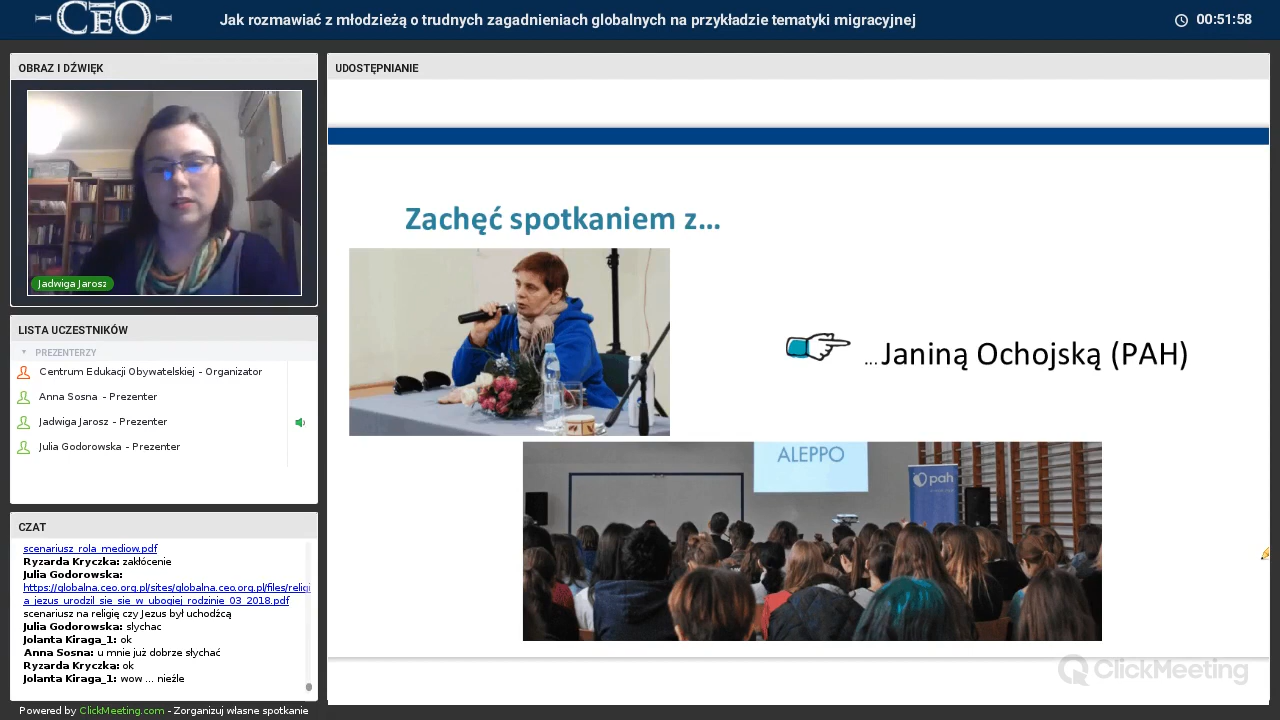 CEO
Jak rozmawiać z młodzieżą o trudnych zagadnieniach globalnych na przykładzie tematyki migracyjnej
00:51:58
OBRAZ I DŹWIĘK
Jadwiga Jarosz
LISTA UCZESTNIKÓW
PREZENTERZY
Centrum Edukacji Obywatelskiej - Organizator
Anna Sosna - Prezenter
Jadwiga Jarosz - Prezenter
Julia Godorowska - Prezenter
CZAT
scenariusz_rola_mediow.pdf
Ryzarda Kryczka: zakłócenie
Julia Godorowska:
https://globalna.ceo.org.pl/sites/globalna.ceo.org.pl/files/religi
a_jezus_urodzil_sie_sie_w_ubogiej_rodzinie_03_2018.pdf
scenariusz na religię czy Jezus był uchodźcą
Julia Godorowska: slychac
Jolanta Kiraga_1: ok
Anna Sosna: u mnie już dobrze słychać
Ryzarda Kryczka: ok
Jolanta Kiraga_1: wow ... nieźle
Powered by ClickMeeting.com - Zorganizuj własne spotkanie
UDOSTĘPNIANIE
Zachęć spotkaniem z...
...Janiną Ochojską (PAH)
ALEPPO
pah
ClickMeeting